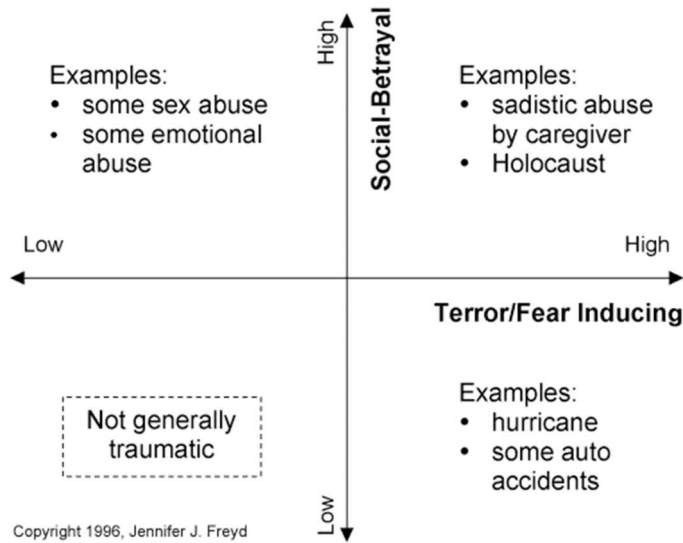 High
Social-Betrayal
Examples:
• some sex abuse
• some emotional
abuse
Examples:
• sadistic abuse
by caregiver
• Holocaust
Low
High
Terror/Fear Inducing
Not generally
traumatic
Examples:
• hurricane
• some auto
accidents
Low
Copyright 1996, Jennifer J. Freyd